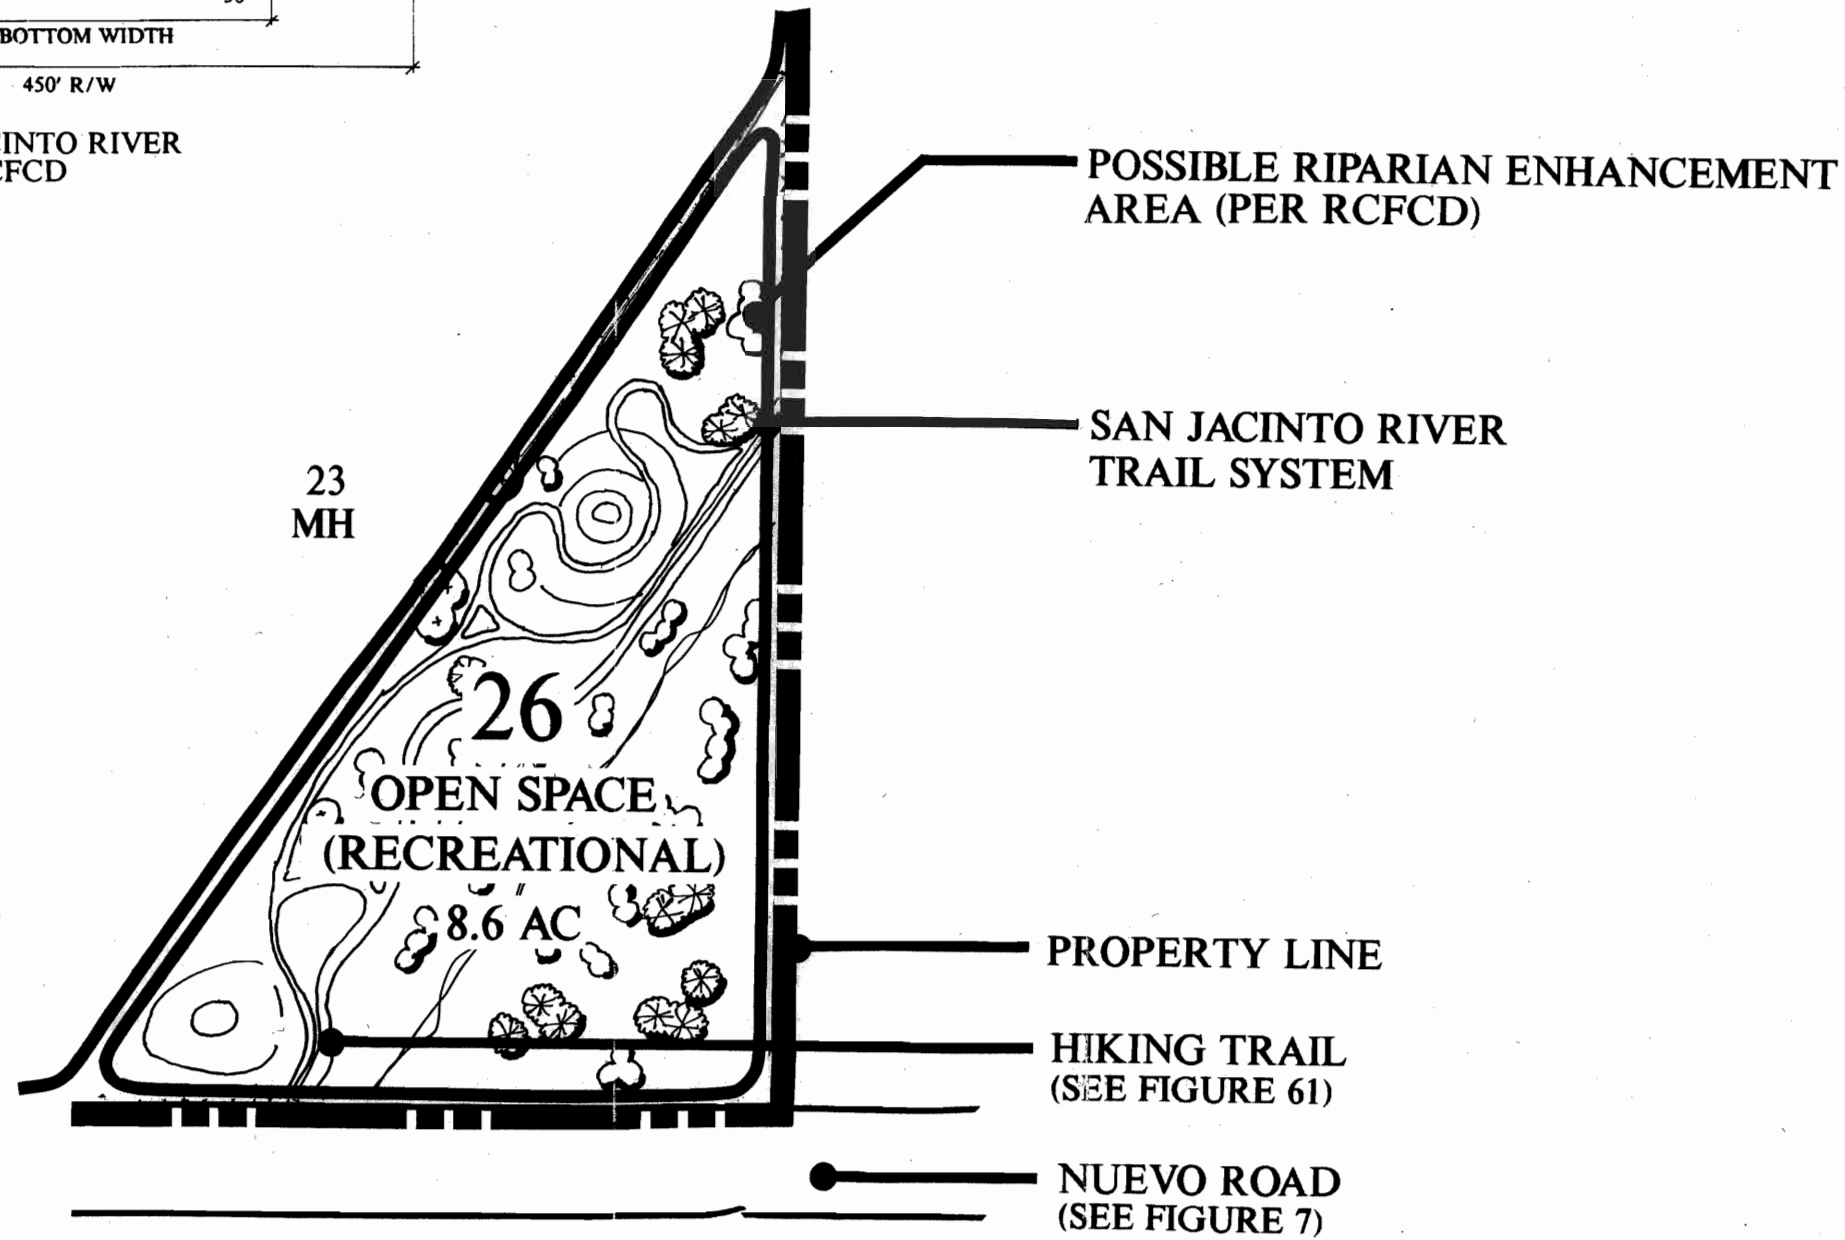 BOTTOM WIDTH
450' R/W
INTO RIVER
CFCD
POSSIBLE RIPARIAN ENHANCEMENT
AREA (PER RCFCD)
SAN JACINTO RIVER
TRAIL SYSTEM
23
MH
26
OPEN SPACE
(RECREATIONAL)
8.6 AC
PROPERTY LINE
HIKING TRAIL
(SEE FIGURE 61)
NUEVO ROAD
(SEE FIGURE 7)